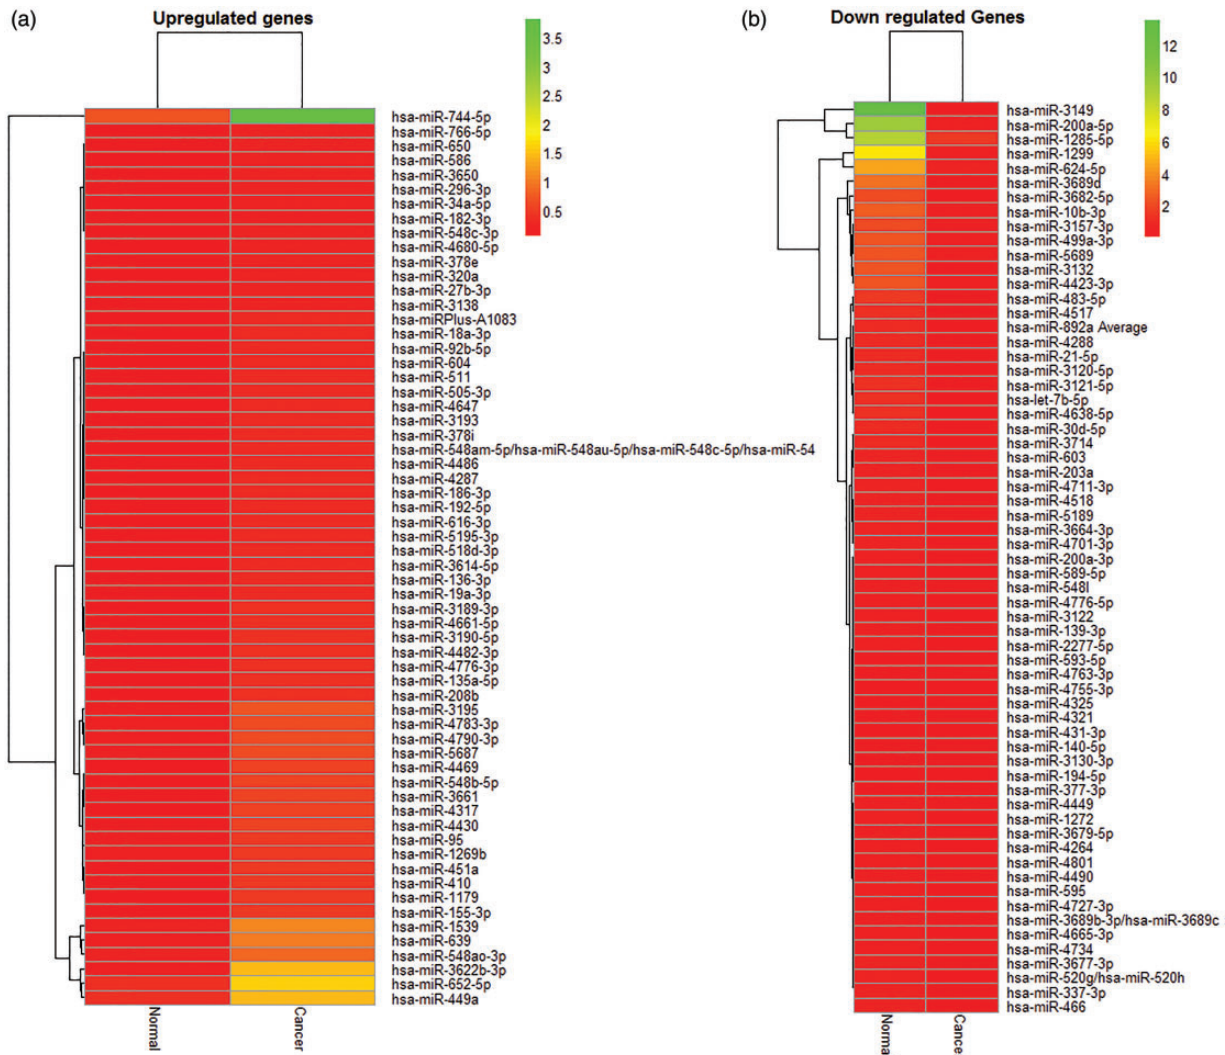 (a)
Upregulated genes
3.5
3
2.5
2
1.5
1
0.5
hsa-miR-744-5p
hsa-miR-766-5p
hsa-miR-650
hsa-miR-586
hsa-miR-3650
hsa-miR-296-3p
hsa-miR-34a-5p
hsa-miR-182-3p
hsa-miR-548c-3p
hsa-miR-4680-5p
hsa-miR-378e
hsa-miR-320a
hsa-miR-27b-3p
hsa-miR-3138
hsa-miRPlus-A1083
hsa-miR-18a-3p
hsa-miR-92b-5p
hsa-miR-604
hsa-miR-511
hsa-miR-505-3p
hsa-miR-4647
hsa-miR-3193
hsa-miR-378i
hsa-miR-548am-5p/hsa-miR-548au-5p/hsa-miR-548c-5p/hsa-miR-54
hsa-miR-4486
hsa-miR-4287
hsa-miR-186-3p
hsa-miR-192-5p
hsa-miR-616-3p
hsa-miR-5195-3p
hsa-miR-518d-3p
hsa-miR-3614-5p
hsa-miR-136-3p
hsa-miR-19a-3p
hsa-miR-3189-3p
hsa-miR-4661-5p
hsa-miR-3190-5p
hsa-miR-4482-3p
hsa-miR-4776-3p
hsa-miR-135a-5p
hsa-miR-208b
hsa-miR-3195
hsa-miR-4783-3p
hsa-miR-4790-3p
hsa-miR-5687
hsa-miR-4469
hsa-miR-548b-5p
hsa-miR-3661
hsa-miR-4317
hsa-miR-4430
hsa-miR-95
hsa-miR-1269b
hsa-miR-451a
hsa-miR-410
hsa-miR-1179
hsa-miR-155-3p
hsa-miR-1539
hsa-miR-639
hsa-miR-548ao-3p
hsa-miR-3622b-3p
hsa-miR-652-5p
hsa-miR-449a
Normal
Cancer
(b)
Down regulated Genes
12
10
8
6
4
2
hsa-miR-3149
hsa-miR-200a-5p
hsa-miR-1285-5p
hsa-miR-1299
hsa-miR-624-5p
hsa-miR-3689d
hsa-miR-3682-5p
hsa-miR-10b-3p
hsa-miR-3157-3p
hsa-miR-499a-3p
hsa-miR-5689
hsa-miR-3132
hsa-miR-4423-3p
hsa-miR-483-5p
hsa-miR-4517
hsa-miR-892a Average
hsa-miR-4288
hsa-miR-21-5p
hsa-miR-3120-5p
hsa-miR-3121-5p
hsa-let-7b-5p
hsa-miR-4638-5p
hsa-miR-30d-5p
hsa-miR-3714
hsa-miR-603
hsa-miR-203a
hsa-miR-4711-3p
hsa-miR-4518
hsa-miR-5189
hsa-miR-3664-3p
hsa-miR-4701-3p
hsa-miR-200a-3p
hsa-miR-589-5p
hsa-miR-548l
hsa-miR-4776-5p
hsa-miR-3122
hsa-miR-139-3p
hsa-miR-2277-5p
hsa-miR-593-5p
hsa-miR-4763-3p
hsa-miR-4755-3p
hsa-miR-4325
hsa-miR-4321
hsa-miR-431-3p
hsa-miR-140-5p
hsa-miR-3130-3p
hsa-miR-194-5p
hsa-miR-377-3p
hsa-miR-4449
hsa-miR-1272
hsa-miR-3679-5p
hsa-miR-4264
hsa-miR-4801
hsa-miR-4490
hsa-miR-595
hsa-miR-4727-3p
hsa-miR-3689b-3p/hsa-miR-3689c
hsa-miR-4665-3p
hsa-miR-4734
hsa-miR-3677-3p
hsa-miR-520g/hsa-miR-520h
hsa-miR-337-3p
hsa-miR-466
Norma
Cance